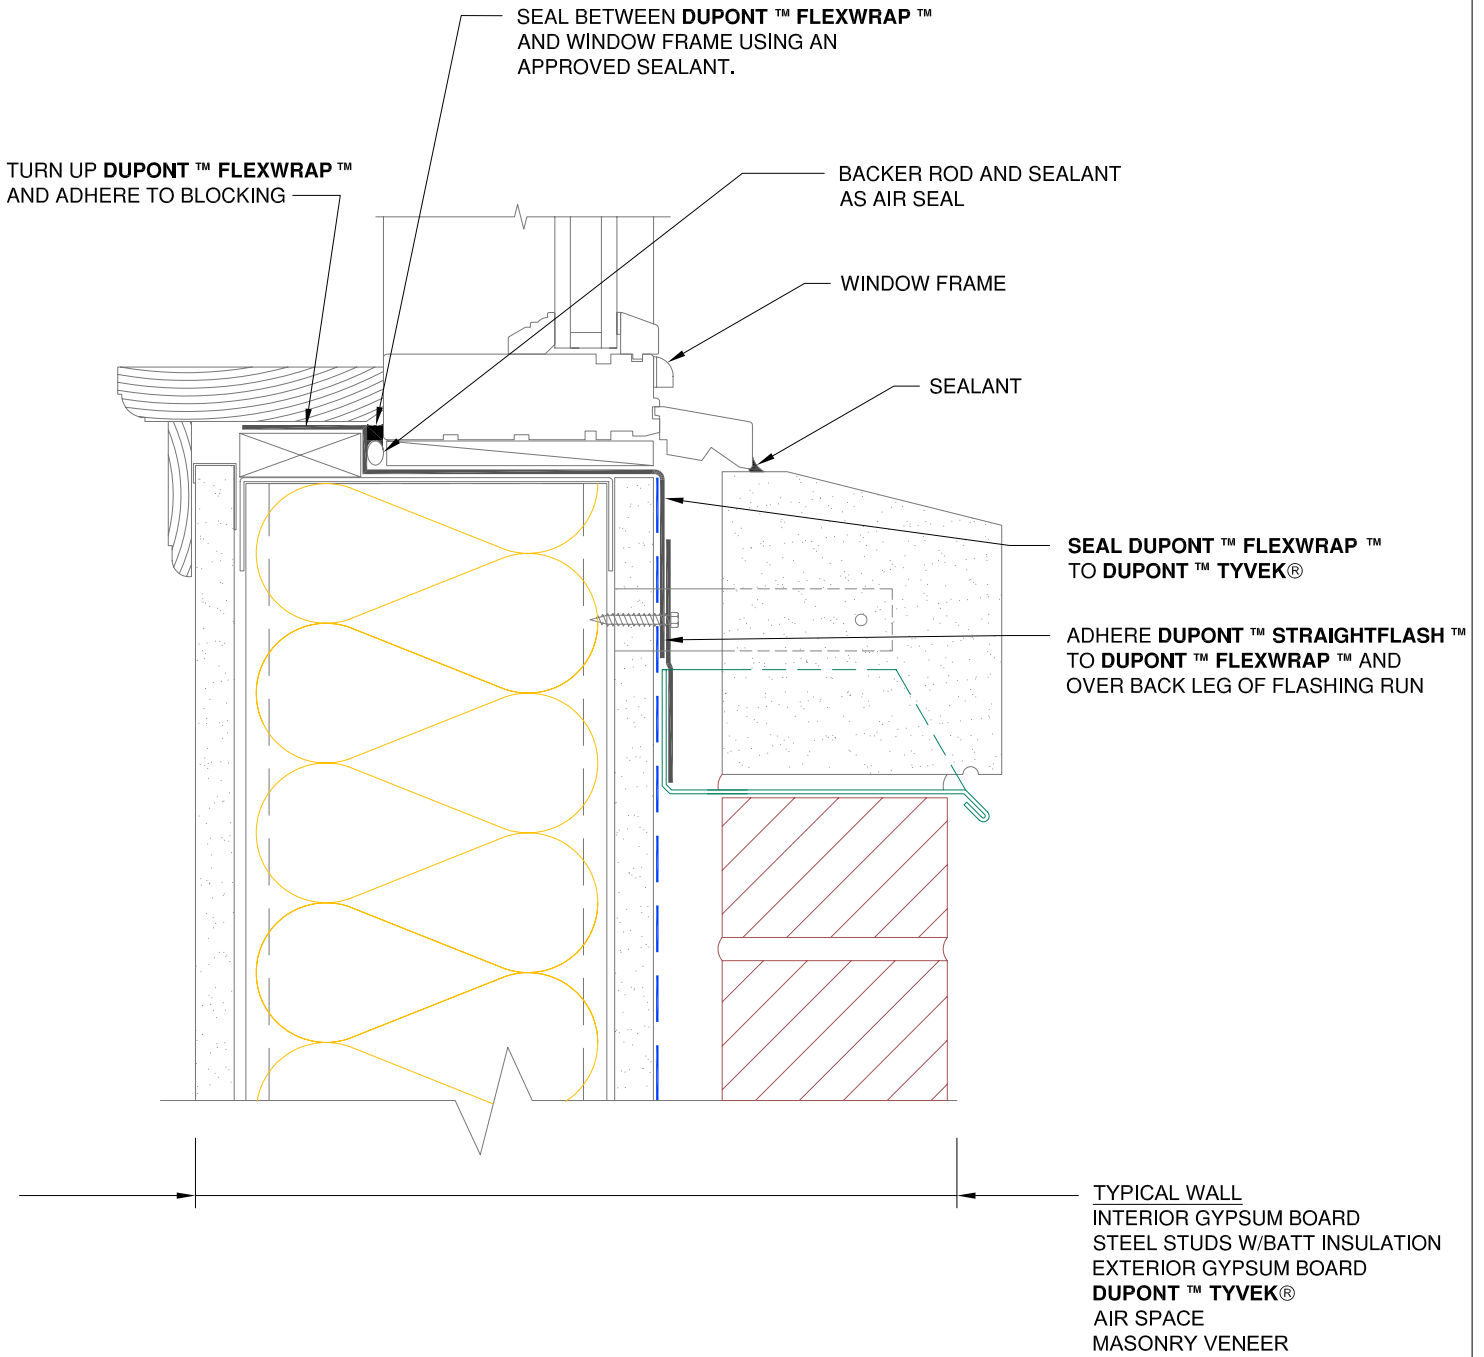 SEAL BETWEEN DUPONT ™ FLEXWRAP ™
AND WINDOW FRAME USING AN
APPROVED SEALANT.
TURN UP DUPONT ™ FLEXWRAP ™
AND ADHERE TO BLOCKING
BACKER ROD AND SEALANT
AS AIR SEAL
WINDOW FRAME
SEALANT
SEAL DUPONT ™ FLEXWRAP ™
TO DUPONT ™ TYVEK®
ADHERE DUPONT ™ STRAIGHTFLASH ™
TO DUPONT ™ FLEXWRAP ™ AND
OVER BACK LEG OF FLASHING RUN
TYPICAL WALL
INTERIOR GYPSUM BOARD
STEEL STUDS W/BATT INSULATION
EXTERIOR GYPSUM BOARD
DUPONT ™ TYVEK®
AIR SPACE
MASONRY VENEER